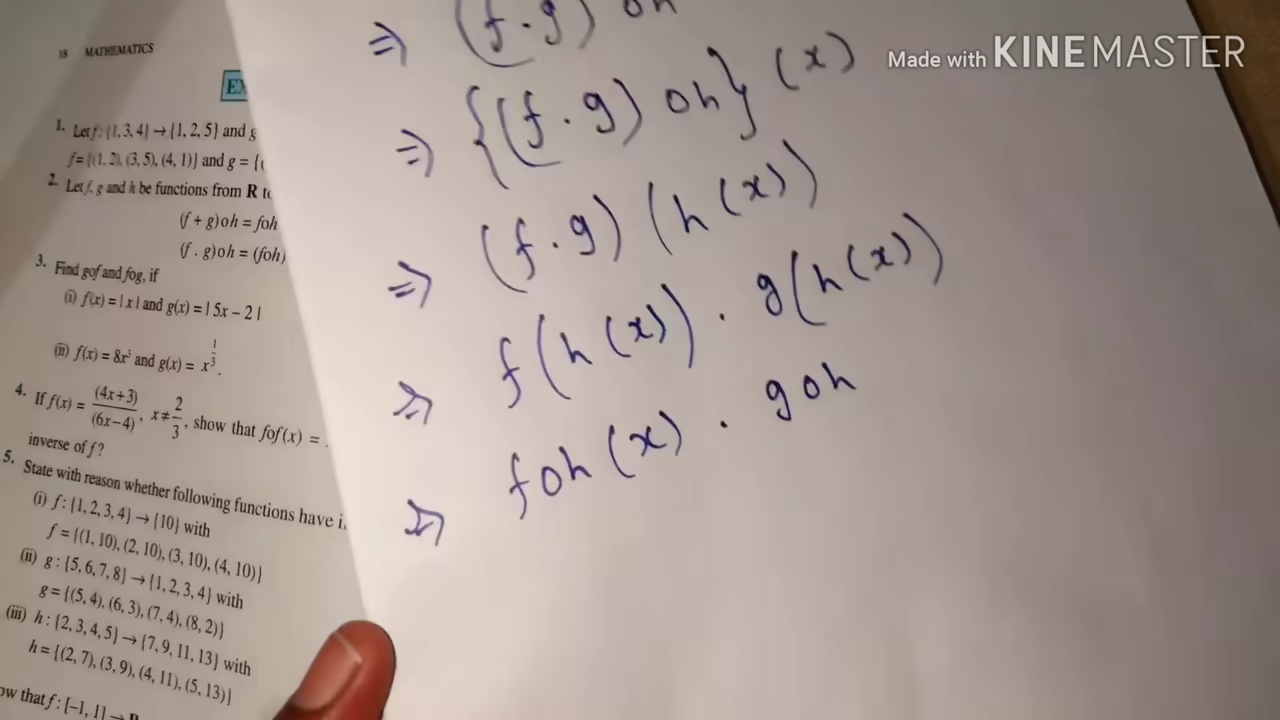 18 MATHEMATICS
EX
1. Let f : {1, 3, 4} → {1, 2, 5} and g
f = {(1, 2), (3, 5), (4, 1)} and g = {(
2. Let f, g and h be functions from R to
(f + g)oh = foh
(f . g)oh = (foh)
3. Find gof and fog, if
(i) f(x) = | x | and g(x) = | 5x – 2 |
(ii) f(x) = 8x³ and g(x) = x^{1/3}.
4. If f(x) = (4x+3)/(6x−4), x ≠ 2/3, show that fof(x) =
inverse of f?
5. State with reason whether following functions have
(i) f : {1, 2, 3, 4} → {10} with
f = {(1, 10), (2, 10), (3, 10), (4, 10)}
(ii) g : {5, 6, 7, 8} → {1, 2, 3, 4} with
g = {(5, 4), (6, 3), (7, 4), (8, 2)}
(iii) h : {2, 3, 4, 5} → {7, 9, 11, 13} with
h = {(2, 7), (3, 9), (4, 11), (5, 13)}
ow that f : [–1, 1] →
⇒ (f . g) oh
⇒ {(f . g) oh} (x)
⇒ (f . g) (h(x))
⇒ f(h(x)) . g(h(x))
⇒ foh(x) . goh
Made with KINEMASTER